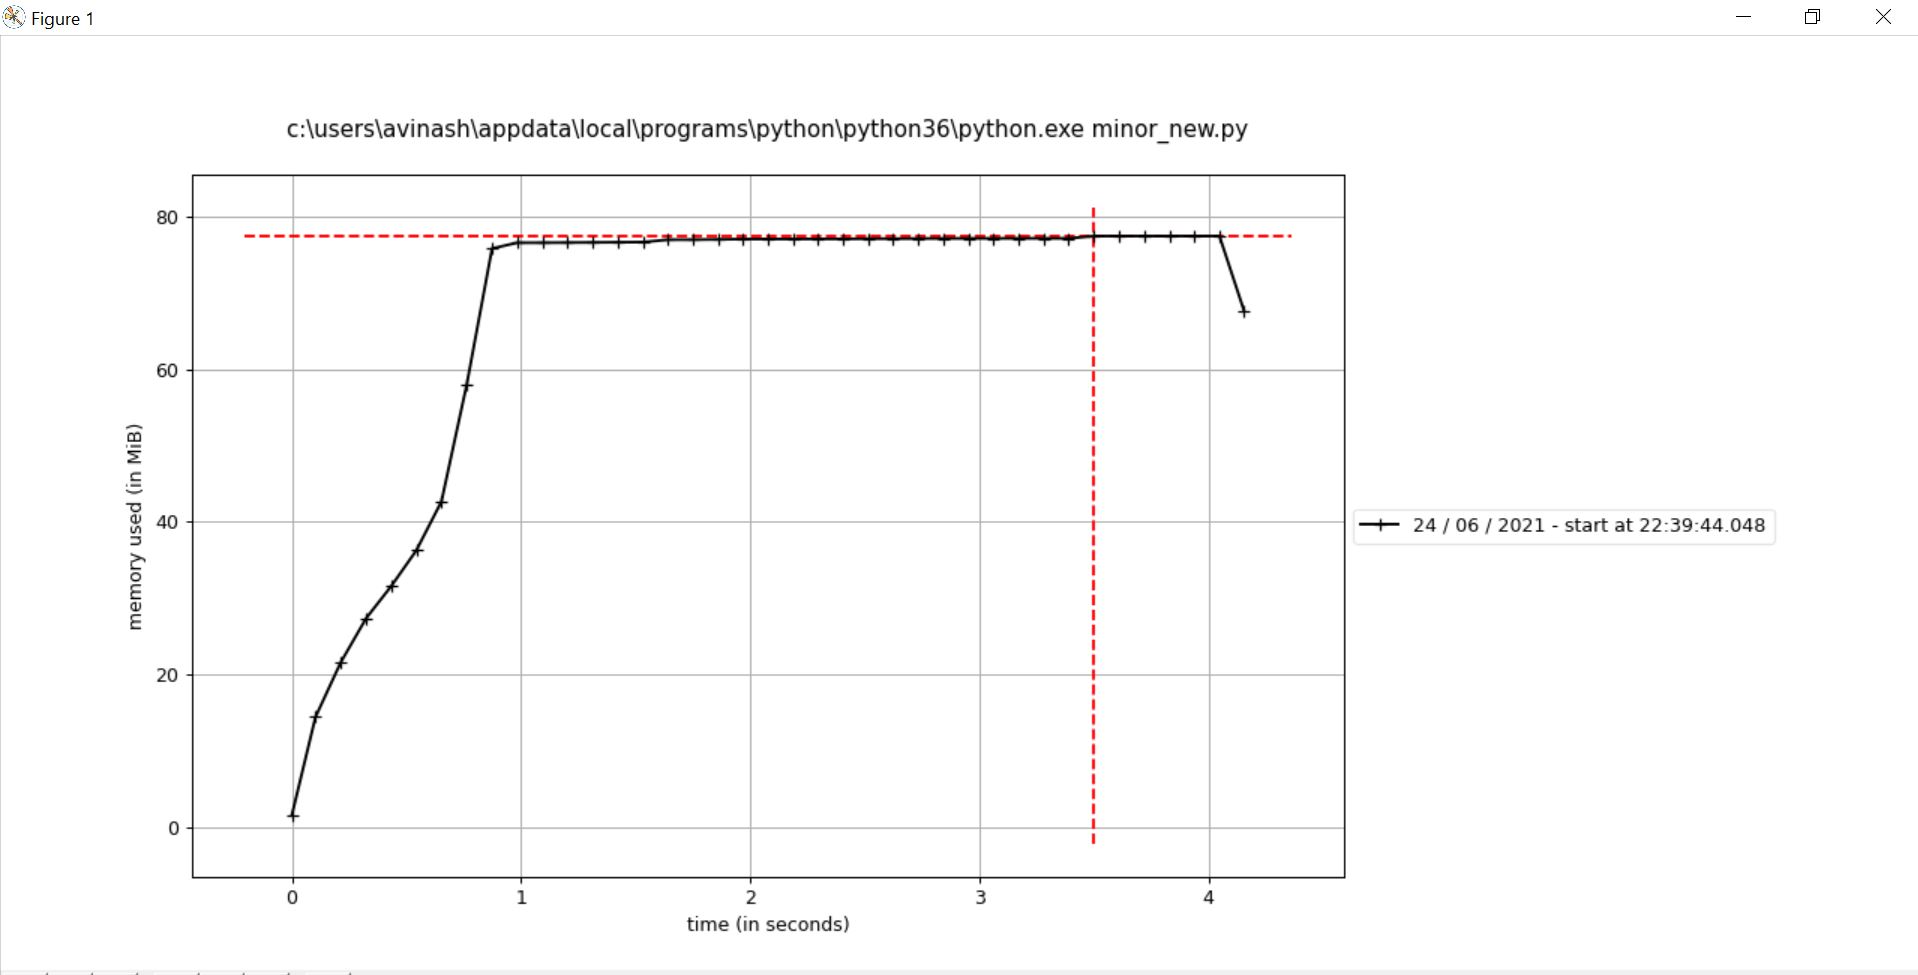 Figure 1
c:\users\avinash\appdata\local\programs\python\python36\python.exe minor_new.py
80
60
40
20
0
memory used (in MiB)
0 1 2 3 4
time (in seconds)
24 / 06 / 2021 - start at 22:39:44.048